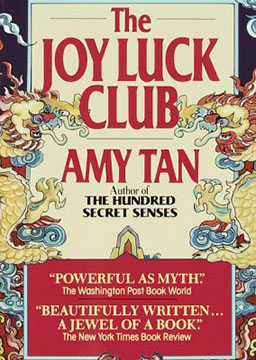 The
JOY LUCK
CLUB
AMY TAN
Author of
THE HUNDRED
SECRET SENSES
"POWERFUL AS MYTH."
The Washington Post Book World
"BEAUTIFULLY WRITTEN...
A JEWEL OF A BOOK."
The New York Times Book Review